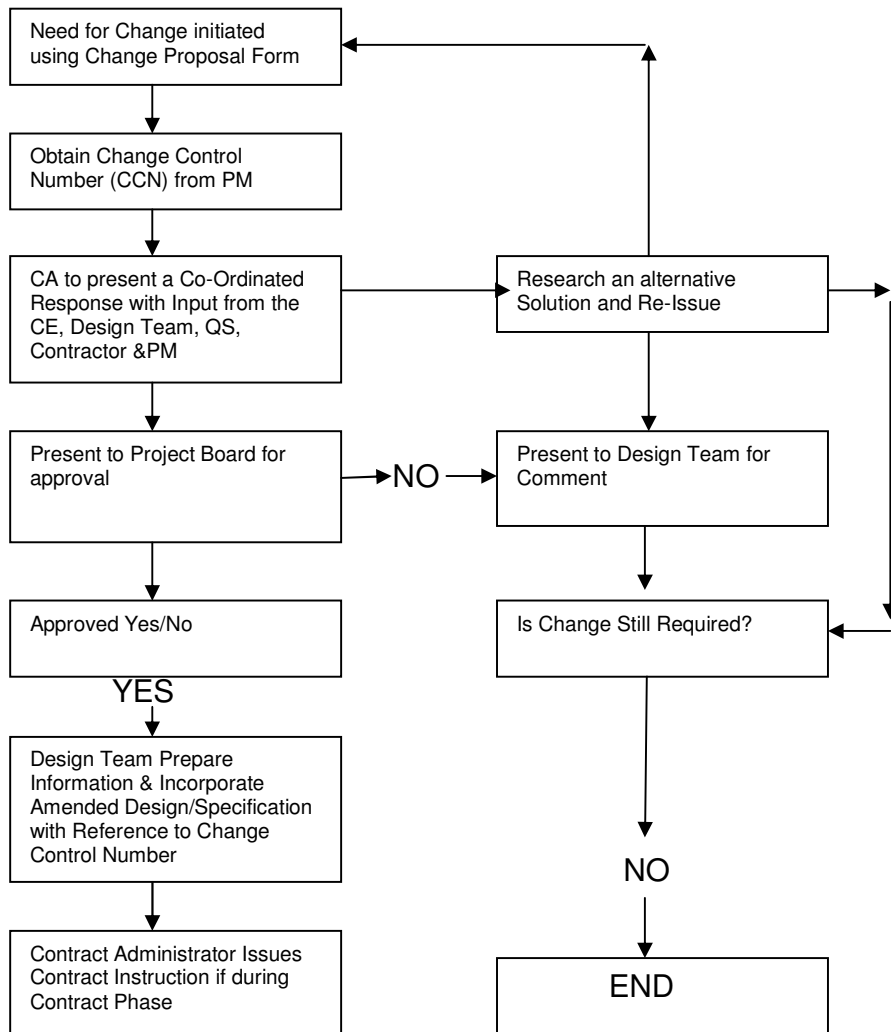 Need for Change initiated
using Change Proposal Form
Obtain Change Control
Number (CCN) from PM
CA to present a Co-Ordinated
Response with Input from the
CE, Design Team, QS,
Contractor &PM
Research an alternative
Solution and Re-Issue
Present to Project Board for
approval
NO
Present to Design Team for
Comment
Approved Yes/No
Is Change Still Required?
YES
Design Team Prepare
Information & Incorporate
Amended Design/Specification
with Reference to Change
Control Number
NO
Contract Administrator Issues
Contract Instruction if during
Contract Phase
END